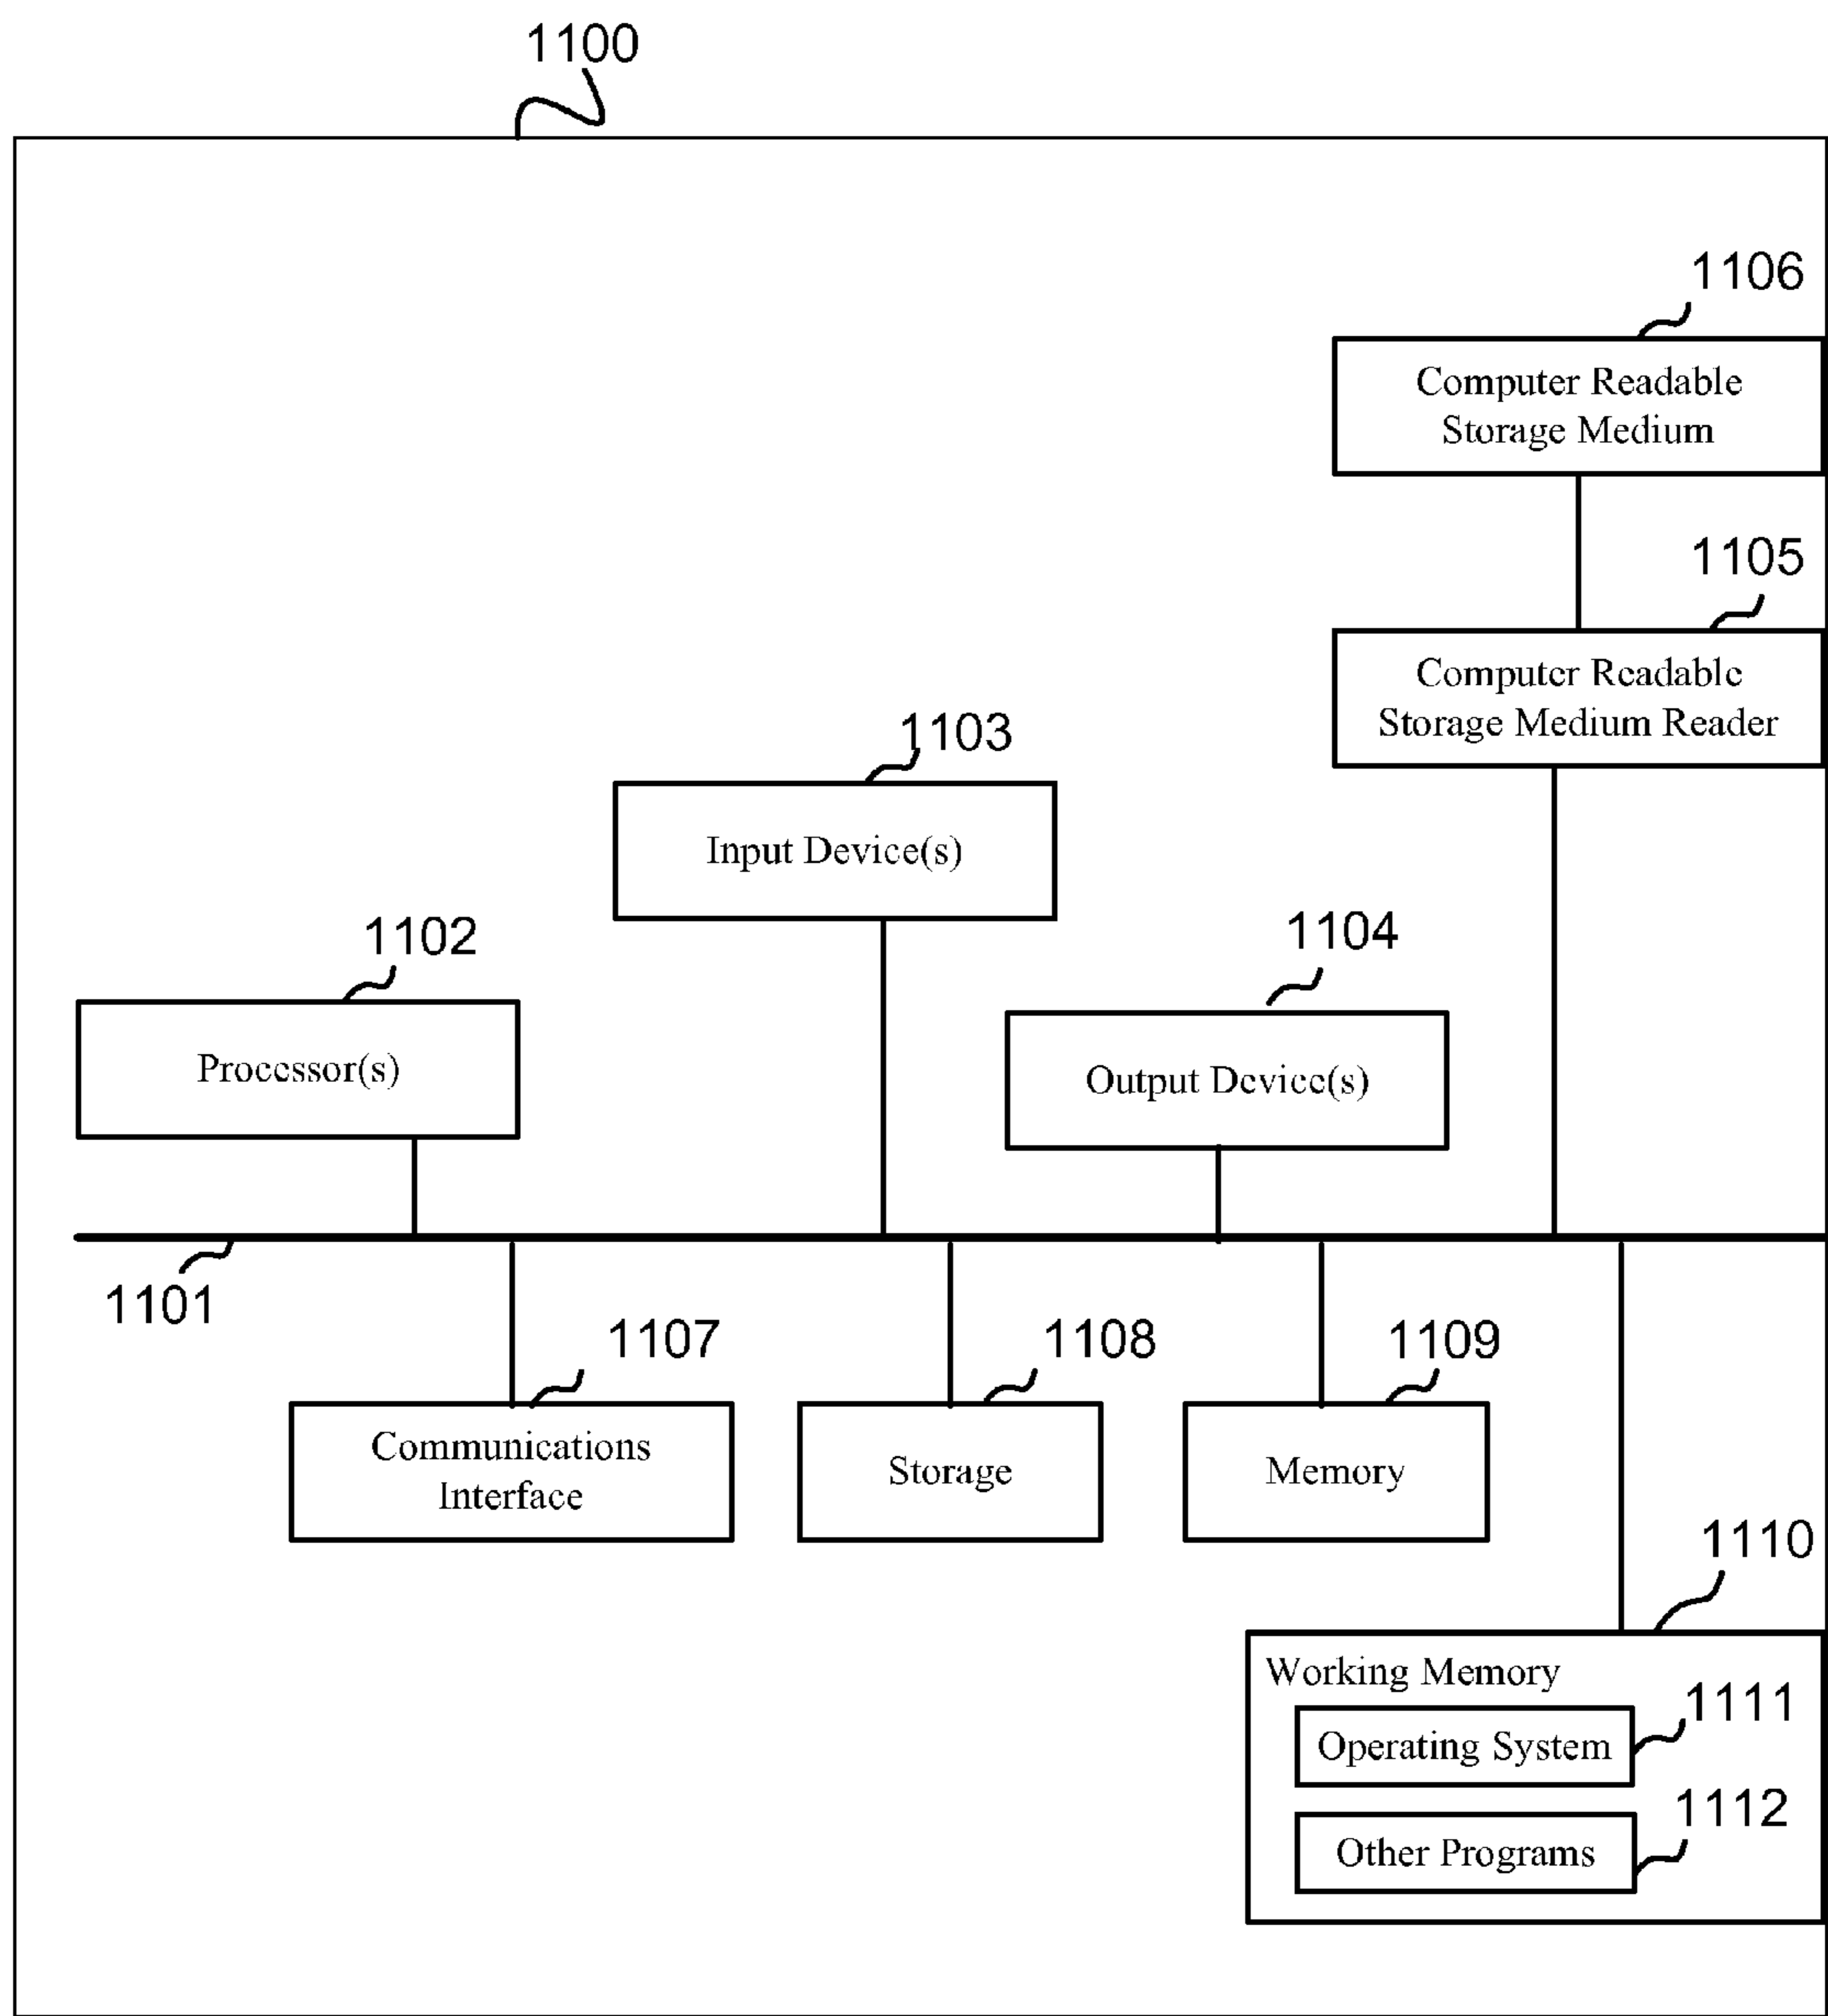 1100
1106
Computer Readable
Storage Medium
1105
Computer Readable
Storage Medium Reader
1103
Input Device(s)
1102
Processor(s)
1104
Output Device(s)
1101
1107
Communications
Interface
1108
Storage
1109
Memory
1110
Working Memory
1111
Operating System
1112
Other Programs